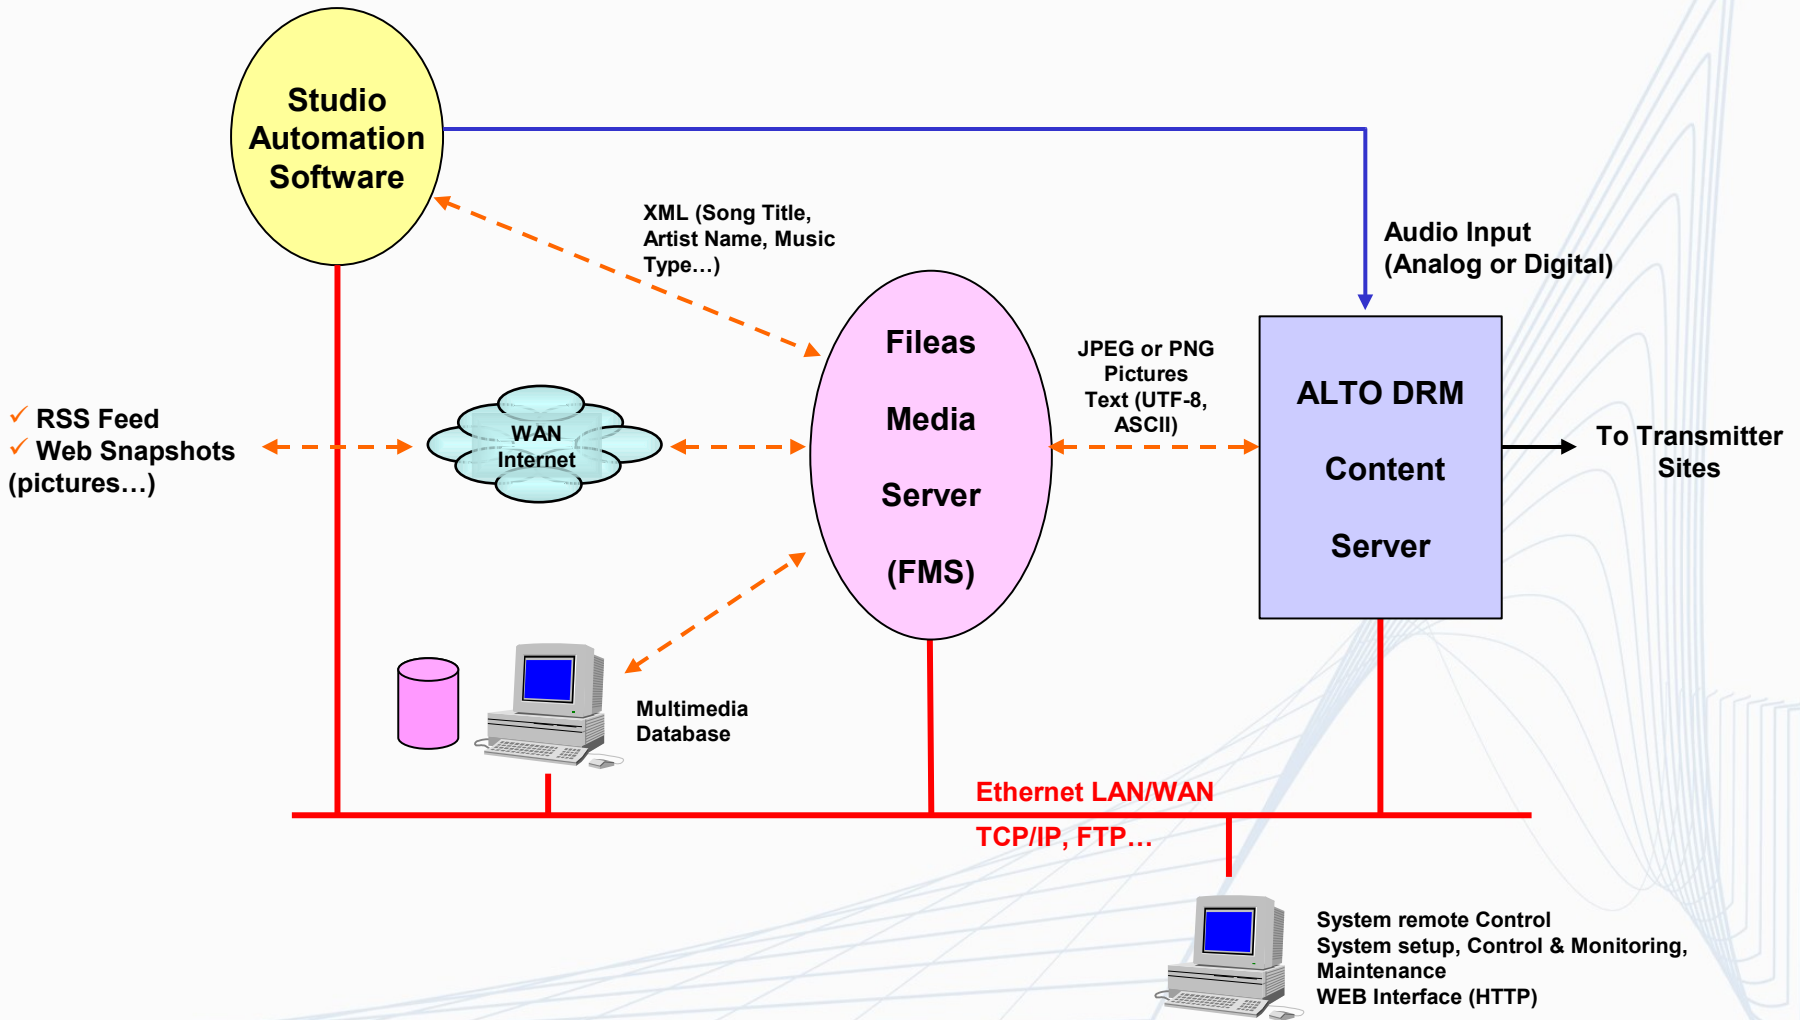 Studio
Automation
Software
XML (Song Title,
Artist Name, Music
Type…)
Audio Input
(Analog or Digital)
Fileas
Media
Server
(FMS)
JPEG or PNG
Pictures
Text (UTF-8,
ASCII)
ALTO DRM
Content
Server
To Transmitter
Sites
✓ RSS Feed
✓ Web Snapshots
(pictures…)
WAN
Internet
Multimedia
Database
Ethernet LAN/WAN
TCP/IP, FTP…
System remote Control
System setup, Control & Monitoring,
Maintenance
WEB Interface (HTTP)